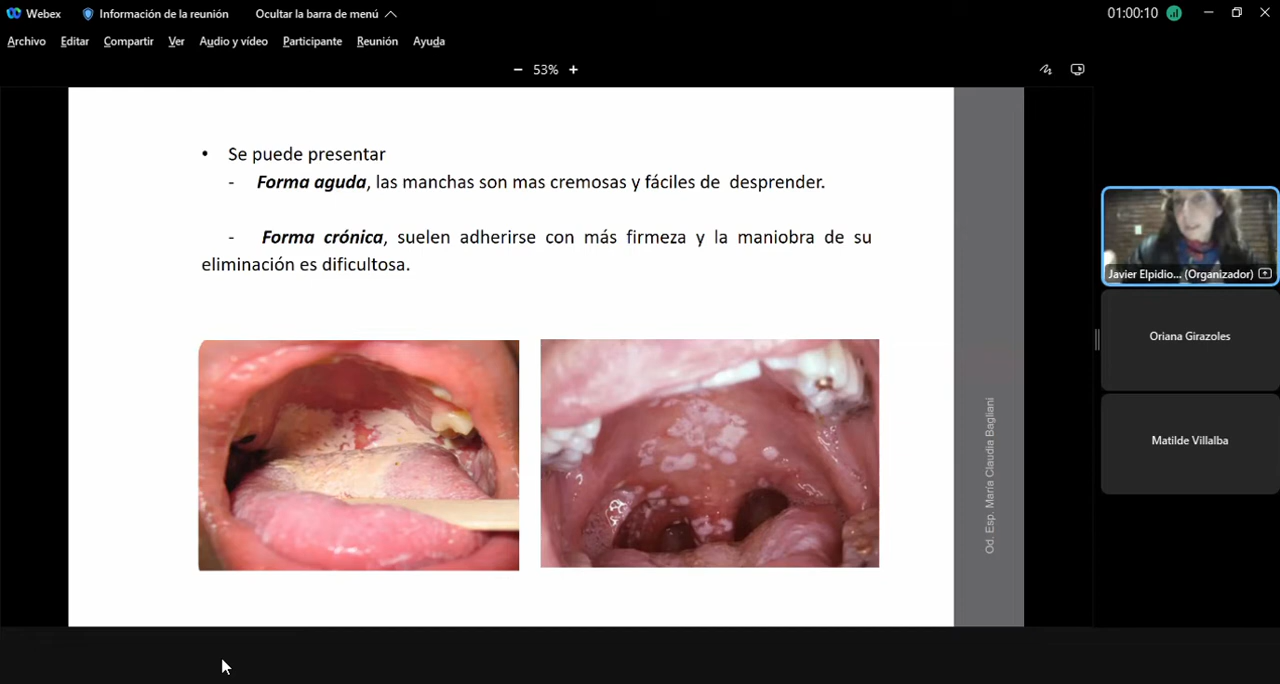 Webex
Información de la reunión
Ocultar la barra de menú
01:00:10
Archivo Editar Compartir Ver Audio y vídeo Participante Reunión Ayuda
− 53% +
• Se puede presentar
- Forma aguda, las manchas son mas cremosas y fáciles de desprender.
- Forma crónica, suelen adherirse con más firmeza y la maniobra de su
eliminación es dificultosa.
Od. Esp. María Claudia Bagliani
Javier Elpidio... (Organizador)
Oriana Girazoles
Matilde Villalba